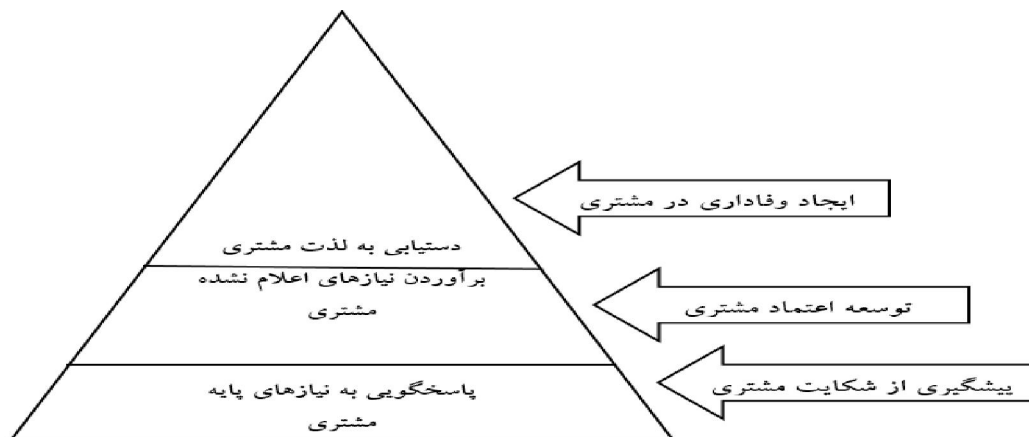 ایجاد وفاداری در مشتری
دستیابی به لذت مشتری
برآوردن نیازهای اعلام نشده
مشتری
توسعه اعتماد مشتری
پاسخگویی به نیازهای پایه
مشتری
پیشگیری از شکایت مشتری